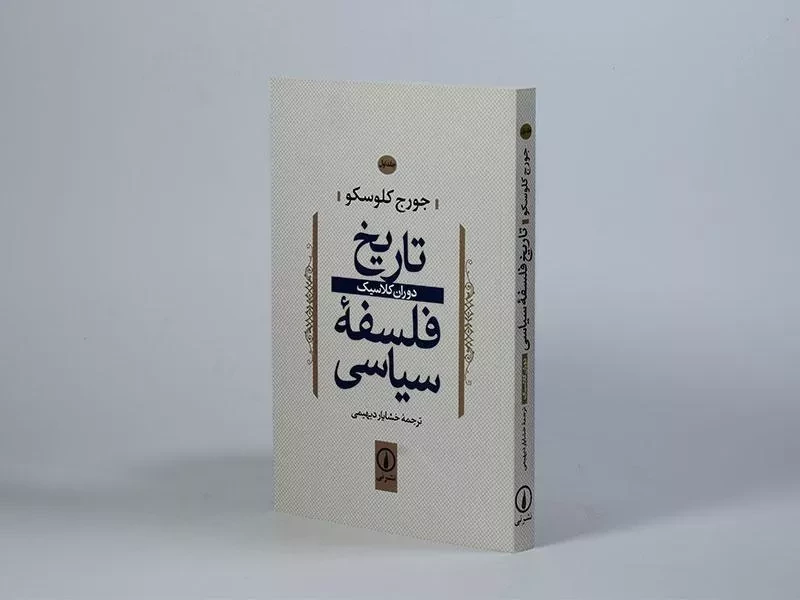 جلد اول
جورج کلوسکو
تاریخ
دوران کلاسیک
فلسفهٔ
سیاسی
ترجمهٔ خشایار دیهیمی
نشرنی
جورج کلوسکو
تاریخ فلسفهٔ سیاسی
ترجمهٔ خشایار دیهیمی
نشرنی